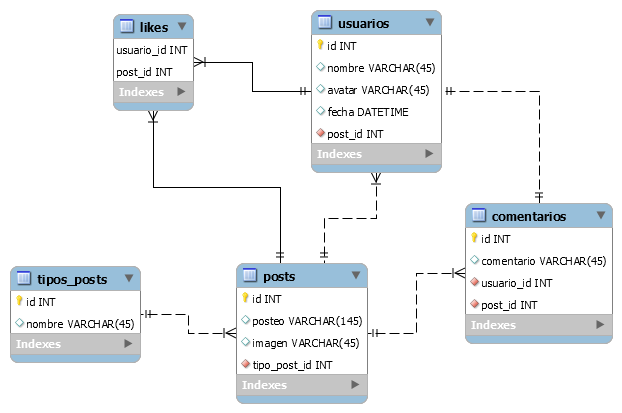 likes
usuario_id INT
post_id INT
Indexes
usuarios
id INT
nombre VARCHAR(45)
avatar VARCHAR(45)
fecha DATETIME
post_id INT
Indexes
comentarios
id INT
comentario VARCHAR(45)
usuario_id INT
post_id INT
Indexes
tipos_posts
id INT
nombre VARCHAR(45)
Indexes
posts
id INT
posteo VARCHAR(145)
imagen VARCHAR(45)
tipo_post_id INT
Indexes